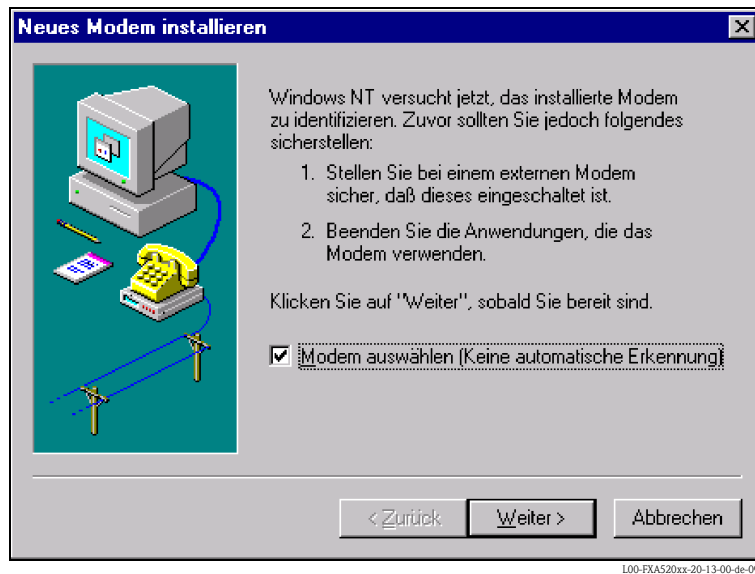 Neues Modem installieren
Windows NT versucht jetzt, das installierte Modem
zu identifizieren. Zuvor sollten Sie jedoch folgendes
sicherstellen:
1. Stellen Sie bei einem externen Modem
sicher, daß dieses eingeschaltet ist.
2. Beenden Sie die Anwendungen, die das
Modem verwenden.
Klicken Sie auf "Weiter", sobald Sie bereit sind.
Modem auswählen (Keine automatische Erkennung)
< Zurück
Weiter >
Abbrechen
L00-FXA520xx-20-13-00-de-0